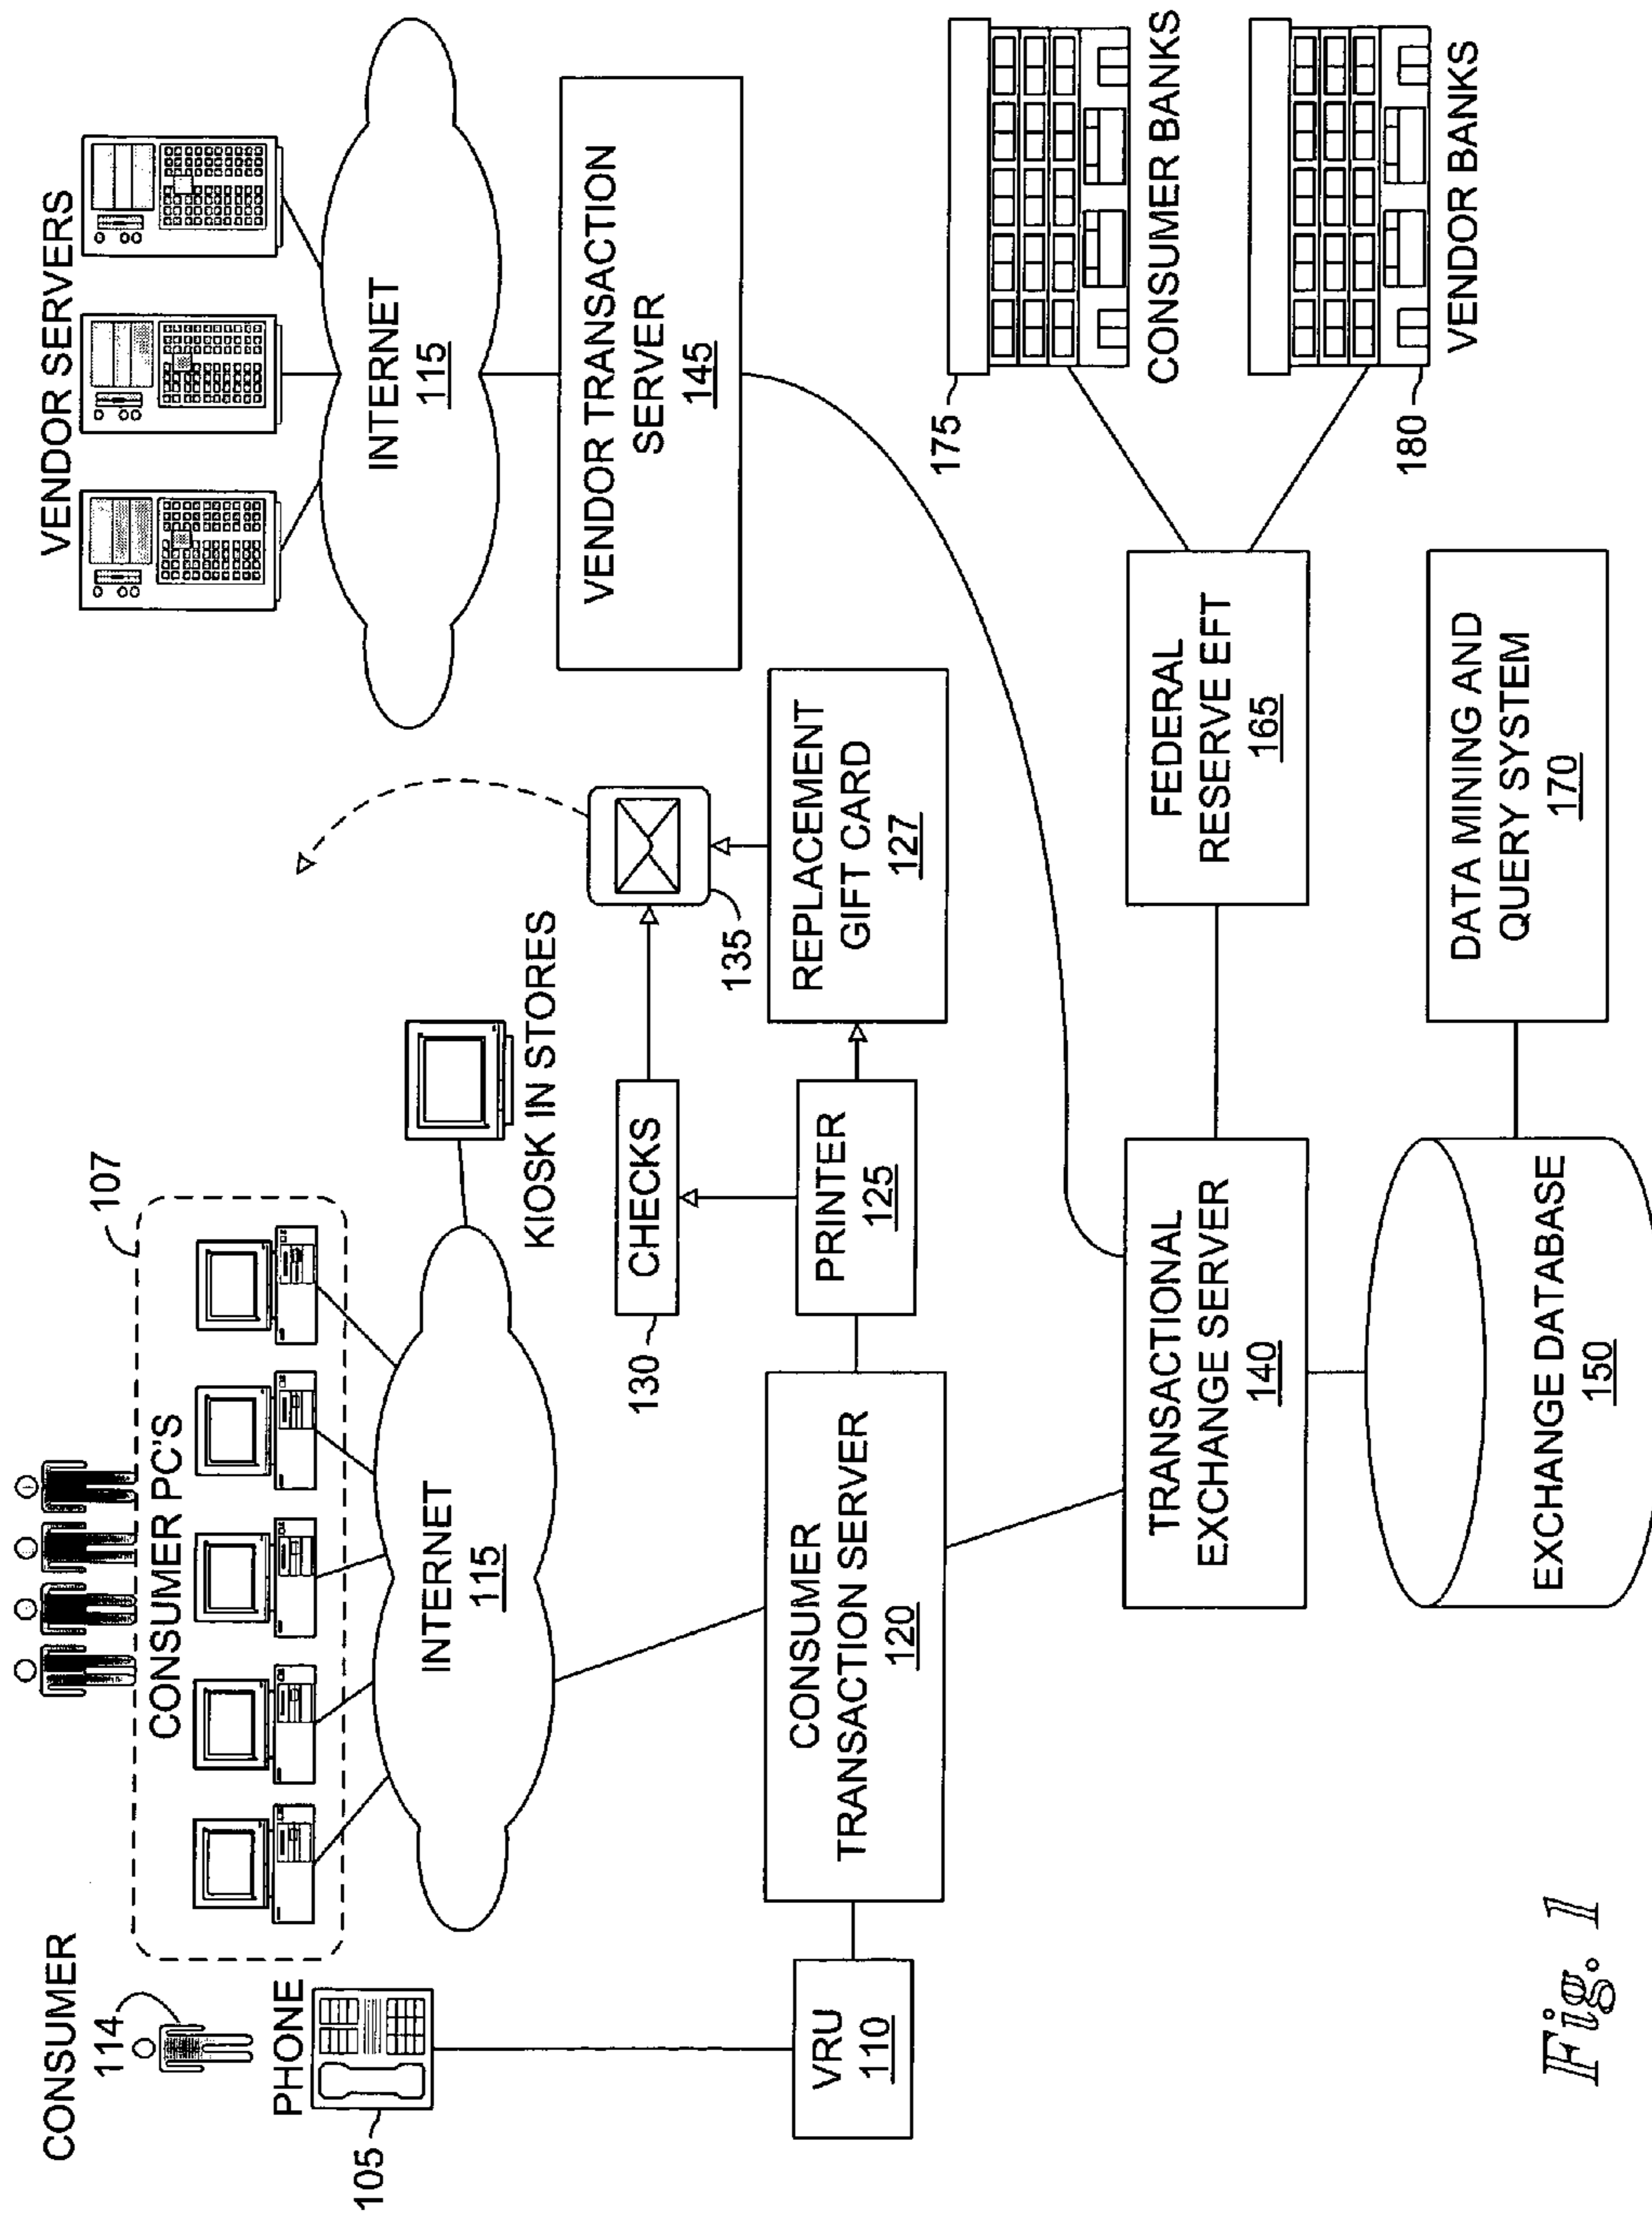 CONSUMER
114
PHONE
105
VRU
110
107
CONSUMER PC'S
INTERNET
115
KIOSK IN STORES
CONSUMER
TRANSACTION SERVER
120
130
CHECKS
PRINTER
125
135
REPLACEMENT
GIFT CARD
127
VENDOR SERVERS
INTERNET
115
VENDOR TRANSACTION
SERVER
145
TRANSACTIONAL
EXCHANGE SERVER
140
EXCHANGE DATABASE
150
FEDERAL
RESERVE EFT
165
DATA MINING AND
QUERY SYSTEM
170
175
CONSUMER BANKS
180
VENDOR BANKS
Fig. 1